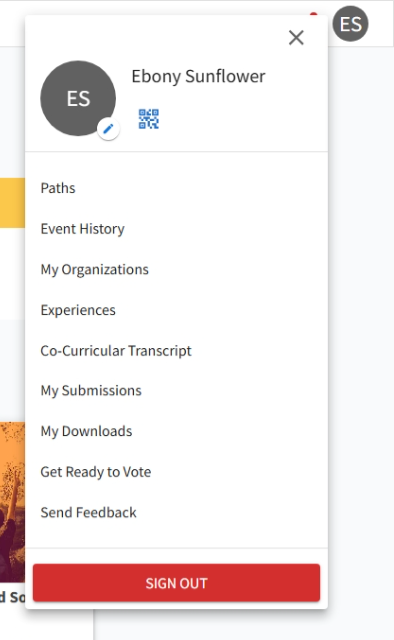 ES
Ebony Sunflower
ES
Paths
Event History
My Organizations
Experiences
Co-Curricular Transcript
My Submissions
My Downloads
Get Ready to Vote
Send Feedback
SIGN OUT